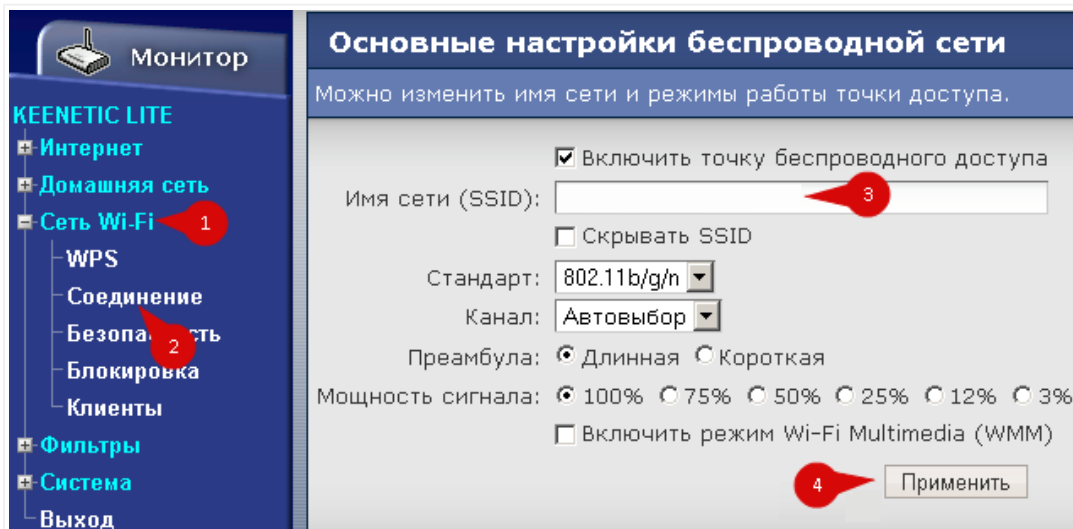 Монитор
KEENETIC LITE
Интернет
Домашняя сеть
Сеть Wi-Fi
1
WPS
Соединение
2
Блокировка
Клиенты
Фильтры
Система
Выход
Основные настройки беспроводной сети
Можно изменить имя сети и режимы работы точки доступа.
Включить точку беспроводного доступа
Имя сети (SSID):
3
Скрывать SSID
Стандарт: 802.11b/g/n
Канал: Автовыбор
Преамбула: Длинная Короткая
Мощность сигнала: 100% 75% 50% 25% 12% 3%
Включить режим Wi-Fi Multimedia (WMM)
4
Применить